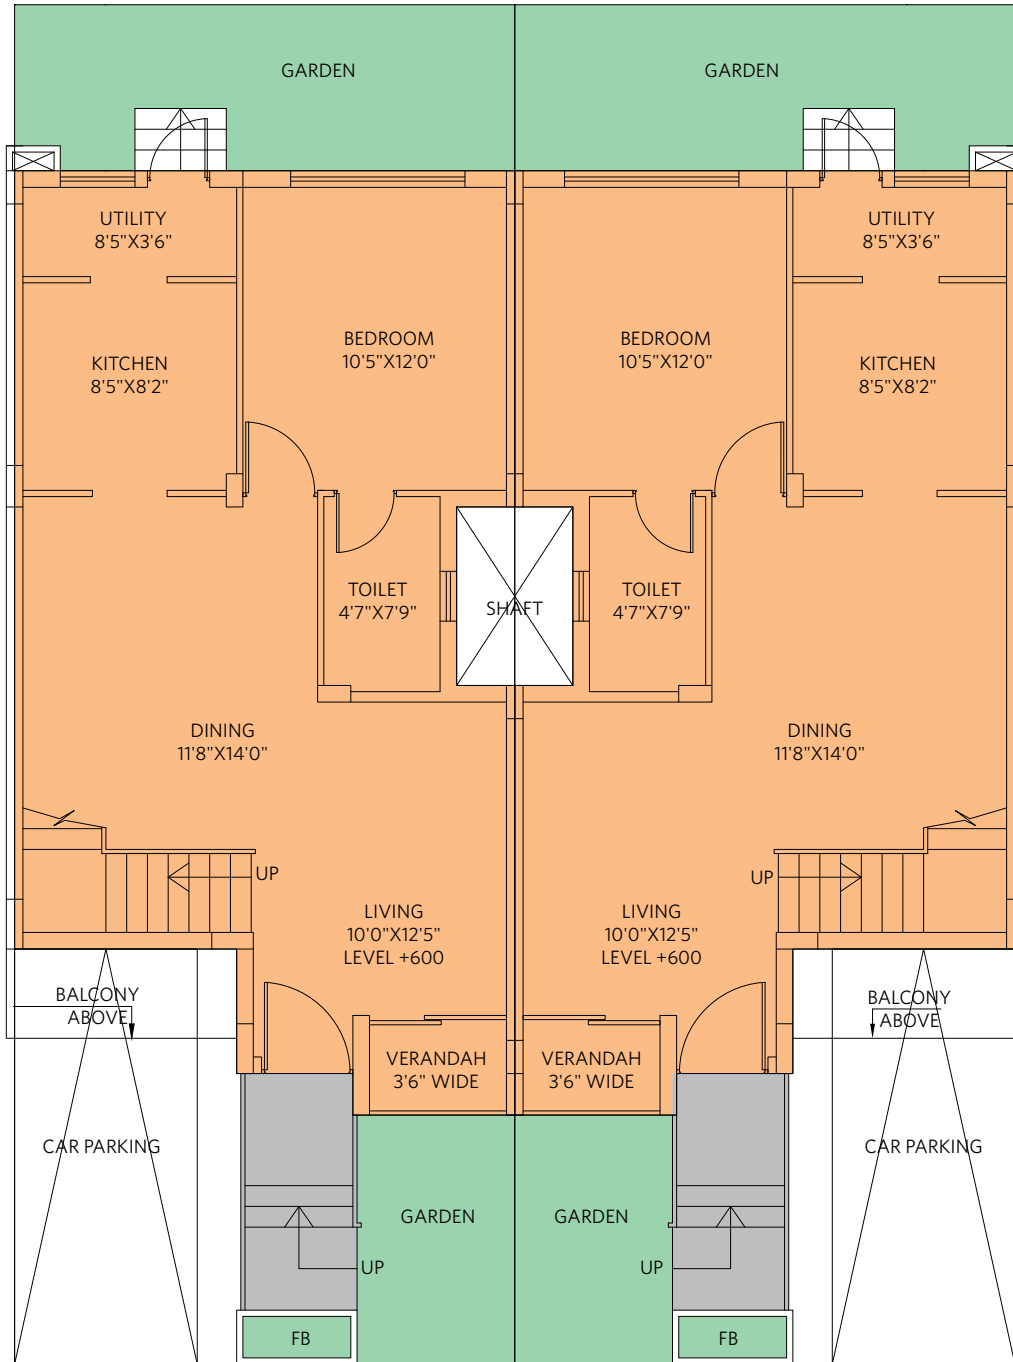 GARDEN
GARDEN
UTILITY
8'5"X3'6"
UTILITY
8'5"X3'6"
BEDROOM
10'5"X12'0"
BEDROOM
10'5"X12'0"
KITCHEN
8'5"X8'2"
KITCHEN
8'5"X8'2"
TOILET
4'7"X7'9"
SHAFT
TOILET
4'7"X7'9"
DINING
11'8"X14'0"
DINING
11'8"X14'0"
UP
UP
LIVING
10'0"X12'5"
LEVEL +600
LIVING
10'0"X12'5"
LEVEL +600
BALCONY
ABOVE
BALCONY
ABOVE
VERANDAH
3'6" WIDE
VERANDAH
3'6" WIDE
CAR PARKING
CAR PARKING
GARDEN
GARDEN
UP
UP
FB
FB